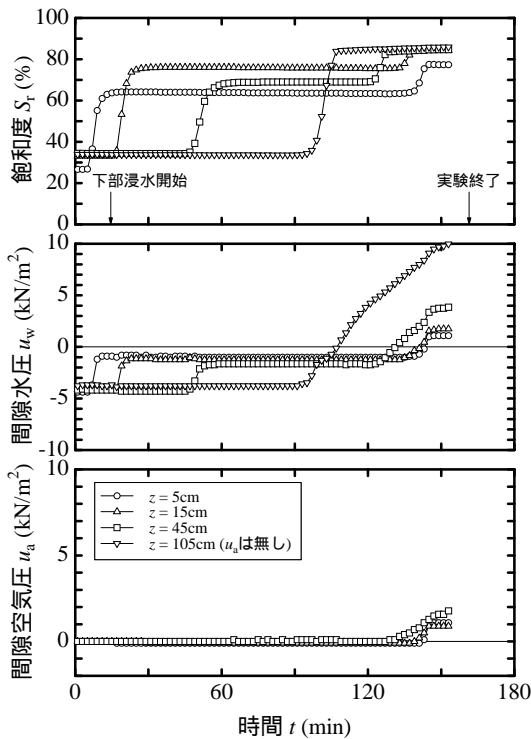 飽和度 Sr (%)
100
80
60
40
20
0
下部浸水開始
実験終了
間隙水圧 uw (kN/m²)
10
5
0
-5
-10
間隙空気圧 ua (kN/m²)
10
5
0
z = 5cm
z = 15cm
z = 45cm
z = 105cm (uaは無し)
0 60 120 180
時間 t (min)